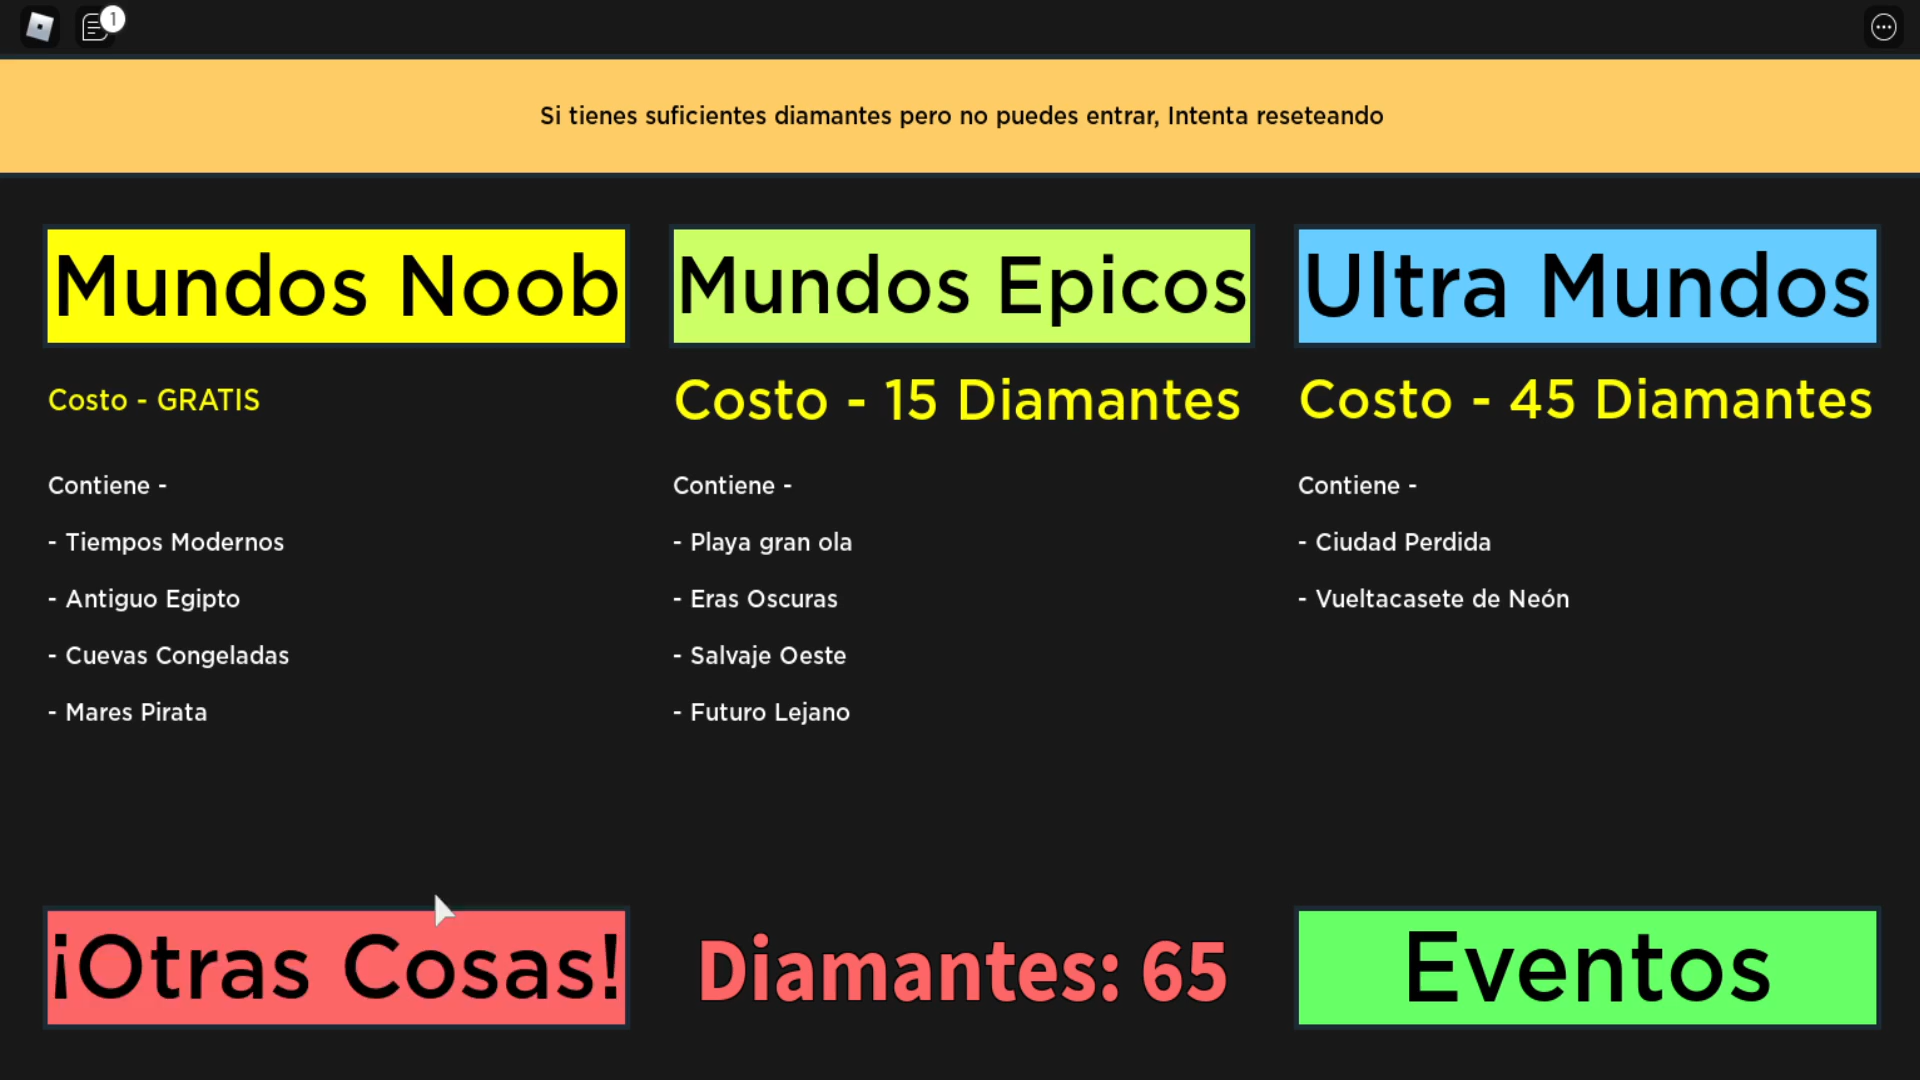 1
Si tienes suficientes diamantes pero no puedes entrar, Intenta reseteando
Mundos Noob
Costo - GRATIS
Contiene -
- Tiempos Modernos
- Antiguo Egipto
- Cuevas Congeladas
- Mares Pirata
Mundos Epicos
Costo - 15 Diamantes
Contiene -
- Playa gran ola
- Eras Oscuras
- Salvaje Oeste
- Futuro Lejano
Ultra Mundos
Costo - 45 Diamantes
Contiene -
- Ciudad Perdida
- Vueltacasete de Neón
¡Otras Cosas!
Diamantes: 65
Eventos